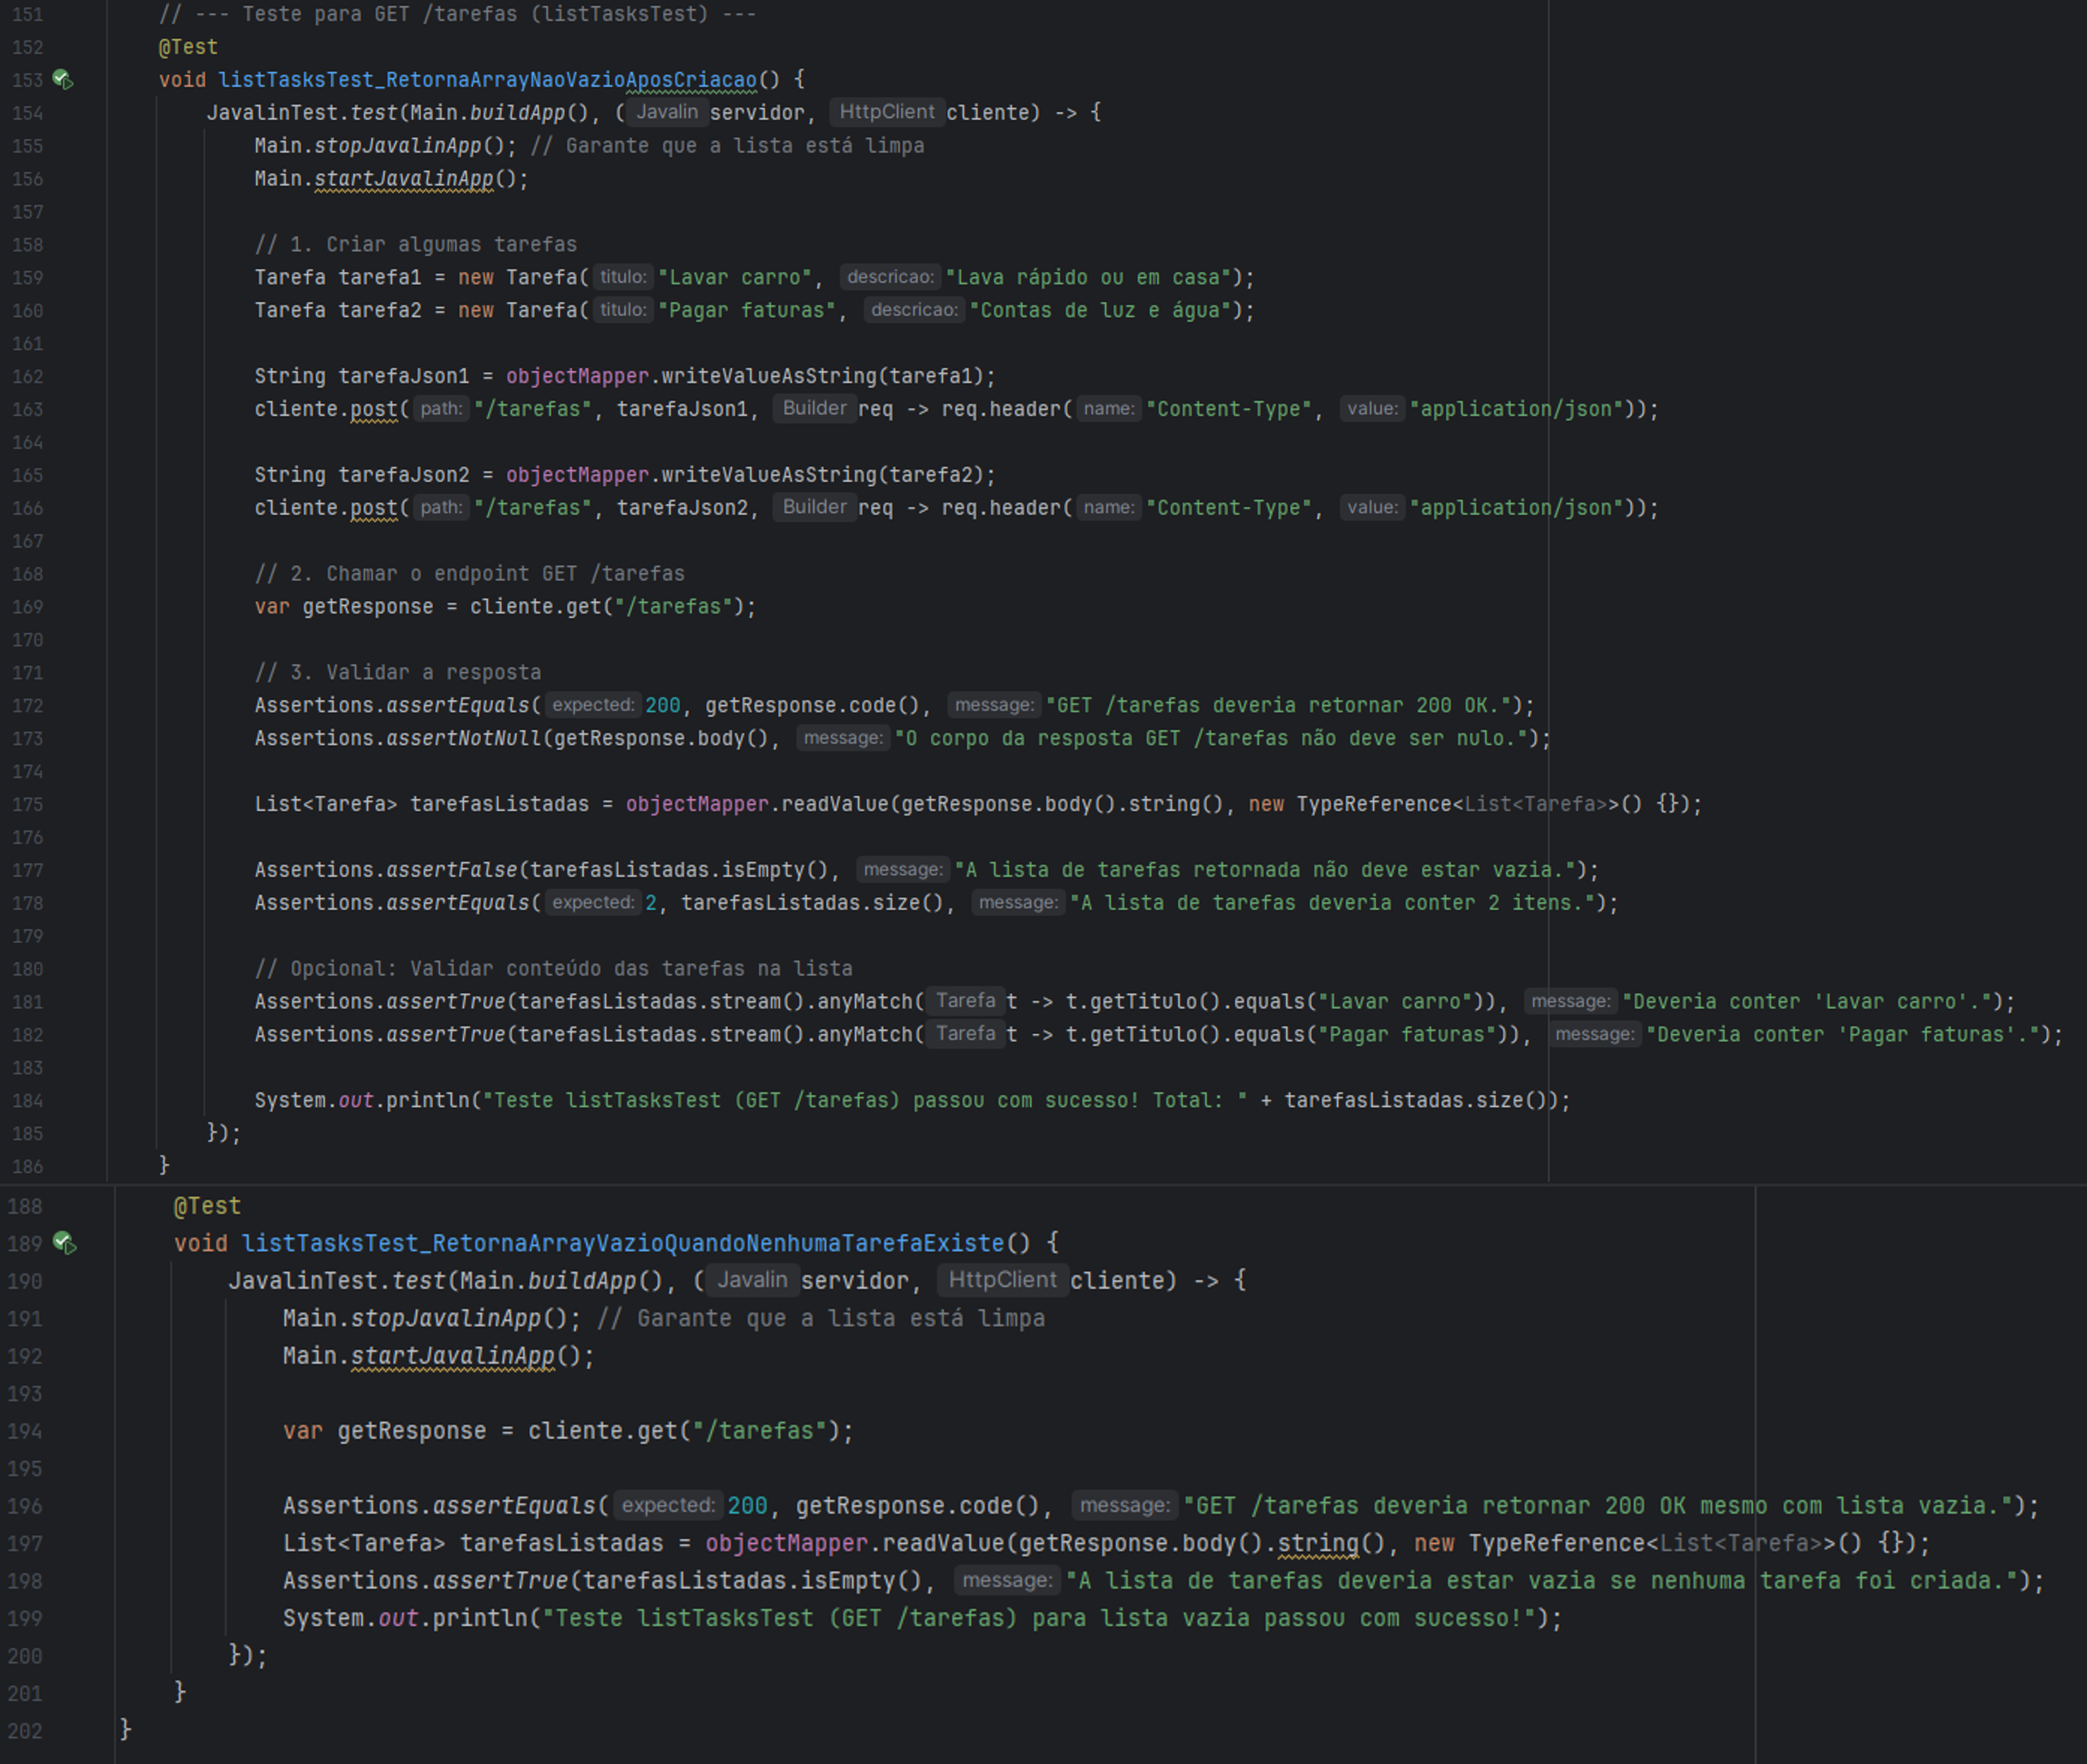 151 // --- Teste para GET /tarefas (listTasksTest) ---
152 @Test
153 void listTasksTest_RetornaArrayNaoVazioAposCriacao() {
154 JavalinTest.test(Main.buildApp(), ( Javalin servidor, HttpClient cliente) -> {
155 Main.stopJavalinApp(); // Garante que a lista está limpa
156 Main.startJavalinApp();
157
158 // 1. Criar algumas tarefas
159 Tarefa tarefa1 = new Tarefa( titulo: "Lavar carro", descricao: "Lava rápido ou em casa");
160 Tarefa tarefa2 = new Tarefa( titulo: "Pagar faturas", descricao: "Contas de luz e água");
161
162 String tarefaJson1 = objectMapper.writeValueAsString(tarefa1);
163 cliente.post( path: "/tarefas", tarefaJson1, Builder req -> req.header( name: "Content-Type", value: "application/json"));
164
165 String tarefaJson2 = objectMapper.writeValueAsString(tarefa2);
166 cliente.post( path: "/tarefas", tarefaJson2, Builder req -> req.header( name: "Content-Type", value: "application/json"));
167
168 // 2. Chamar o endpoint GET /tarefas
169 var getResponse = cliente.get("/tarefas");
170
171 // 3. Validar a resposta
172 Assertions.assertEquals( expected: 200, getResponse.code(), message: "GET /tarefas deveria retornar 200 OK.");
173 Assertions.assertNotNull(getResponse.body(), message: "O corpo da resposta GET /tarefas não deve ser nulo.");
174
175 List<Tarefa> tarefasListadas = objectMapper.readValue(getResponse.body().string(), new TypeReference<List<Tarefa>>() {});
176
177 Assertions.assertFalse(tarefasListadas.isEmpty(), message: "A lista de tarefas retornada não deve estar vazia.");
178 Assertions.assertEquals( expected: 2, tarefasListadas.size(), message: "A lista de tarefas deveria conter 2 itens.");
179
180 // Opcional: Validar conteúdo das tarefas na lista
181 Assertions.assertTrue(tarefasListadas.stream().anyMatch( Tarefa t -> t.getTitulo().equals("Lavar carro")), message: "Deveria conter 'Lavar carro'.");
182 Assertions.assertTrue(tarefasListadas.stream().anyMatch( Tarefa t -> t.getTitulo().equals("Pagar faturas")), message: "Deveria conter 'Pagar faturas'.");
183
184 System.out.println("Teste listTasksTest (GET /tarefas) passou com sucesso! Total: " + tarefasListadas.size());
185 });
186 }
188 @Test
189 void listTasksTest_RetornaArrayVazioQuandoNenhumaTarefaExiste() {
190 JavalinTest.test(Main.buildApp(), ( Javalin servidor, HttpClient cliente) -> {
191 Main.stopJavalinApp(); // Garante que a lista está limpa
192 Main.startJavalinApp();
193
194 var getResponse = cliente.get("/tarefas");
195
196 Assertions.assertEquals( expected: 200, getResponse.code(), message: "GET /tarefas deveria retornar 200 OK mesmo com lista vazia.");
197 List<Tarefa> tarefasListadas = objectMapper.readValue(getResponse.body().string(), new TypeReference<List<Tarefa>>() {});
198 Assertions.assertTrue(tarefasListadas.isEmpty(), message: "A lista de tarefas deveria estar vazia se nenhuma tarefa foi criada.");
199 System.out.println("Teste listTasksTest (GET /tarefas) para lista vazia passou com sucesso!");
200 });
201 }
202 }